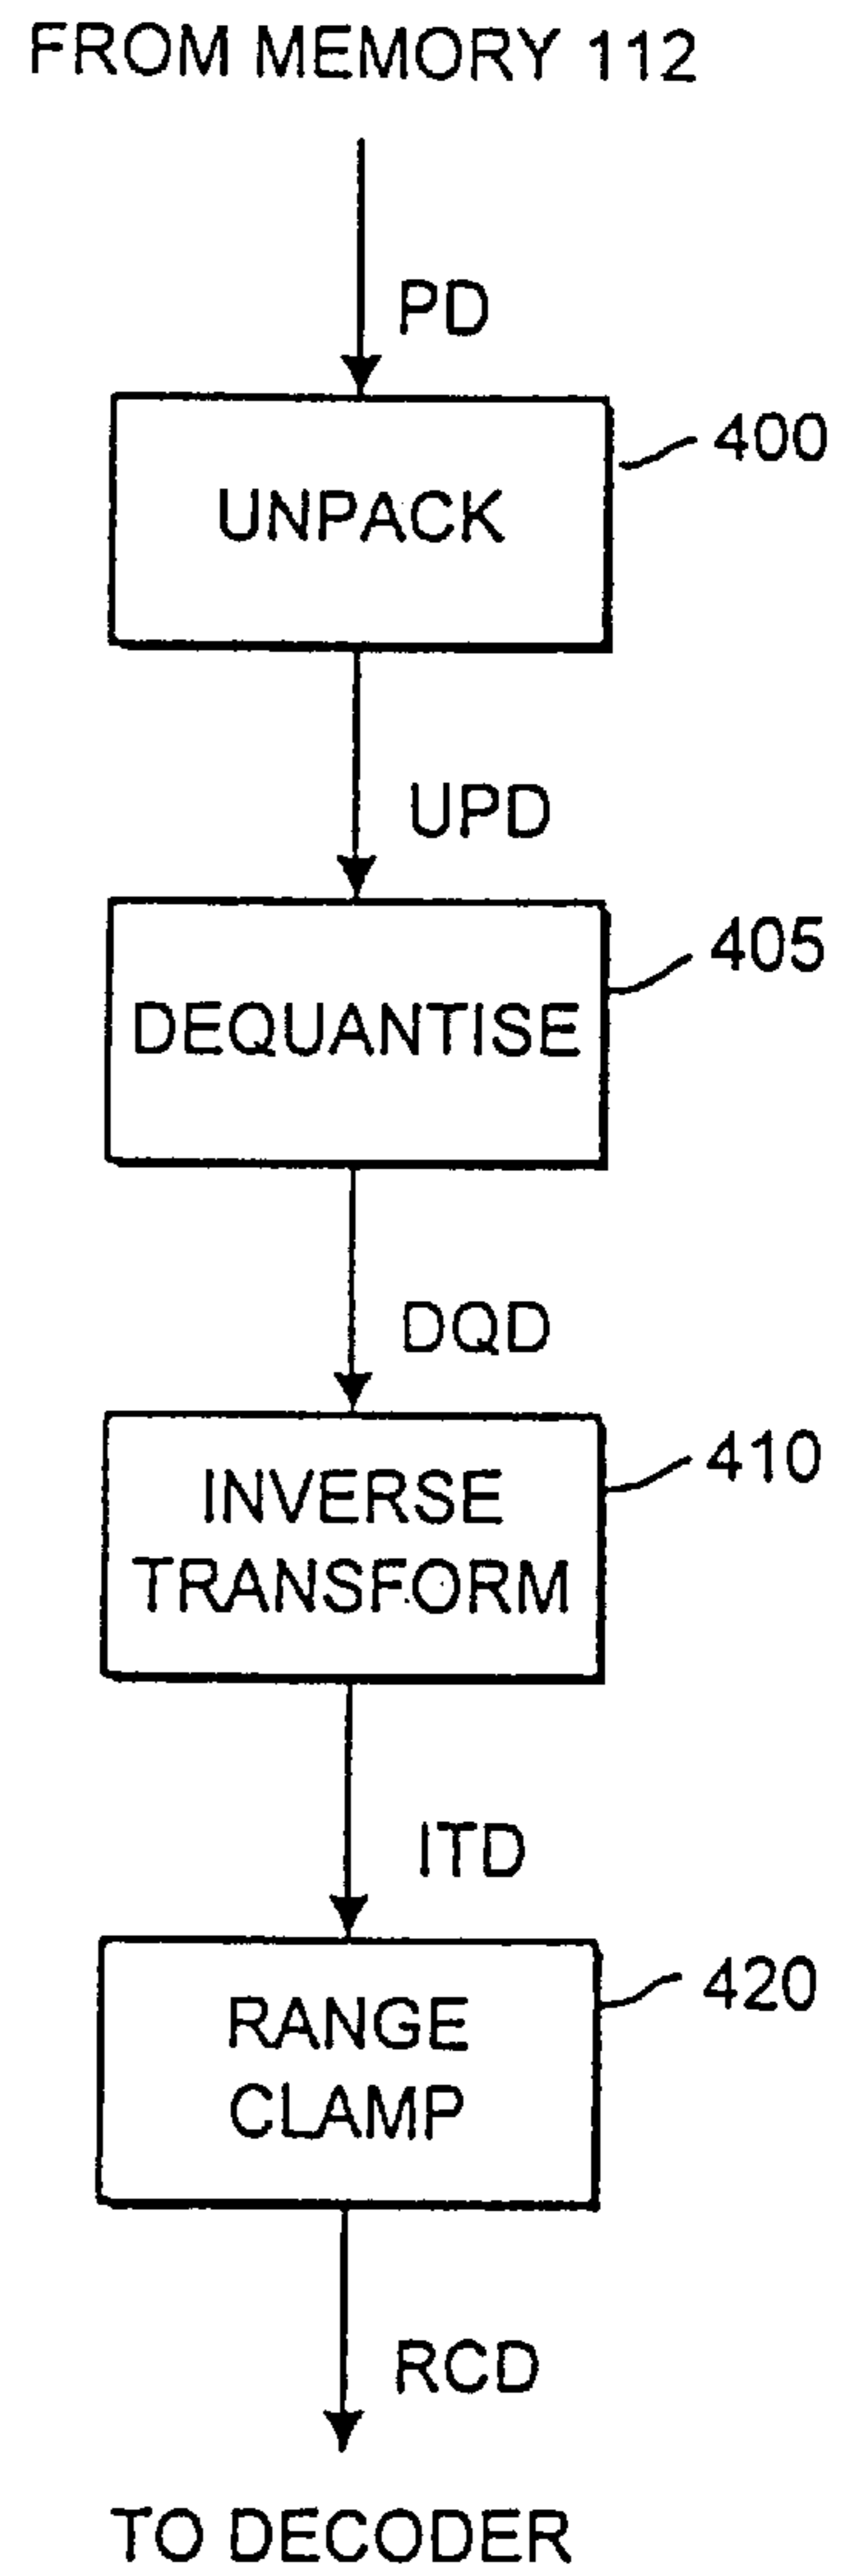 FROM MEMORY 112
PD
400
UNPACK
UPD
405
DEQUANTISE
DQD
410
INVERSE
TRANSFORM
ITD
420
RANGE
CLAMP
RCD
TO DECODER